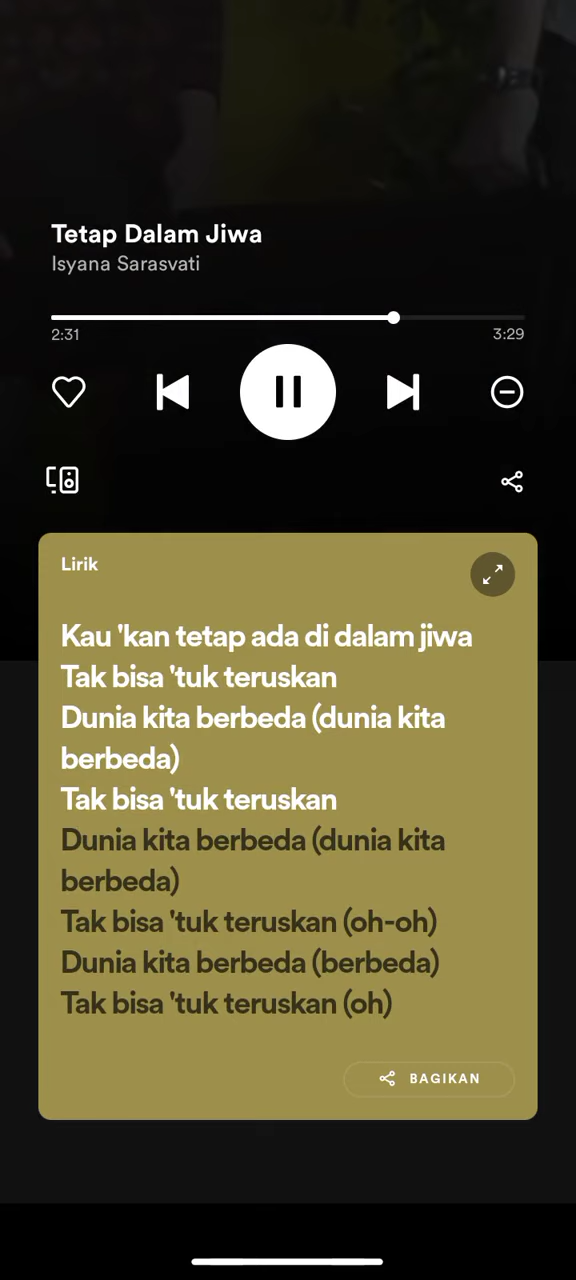 Tetap Dalam Jiwa
Isyana Sarasvati
2:31
3:29
Lirik
Kau 'kan tetap ada di dalam jiwa
Tak bisa 'tuk teruskan
Dunia kita berbeda (dunia kita
berbeda)
Tak bisa 'tuk teruskan
Dunia kita berbeda (dunia kita
berbeda)
Tak bisa 'tuk teruskan (oh-oh)
Dunia kita berbeda (berbeda)
Tak bisa 'tuk teruskan (oh)
BAGIKAN